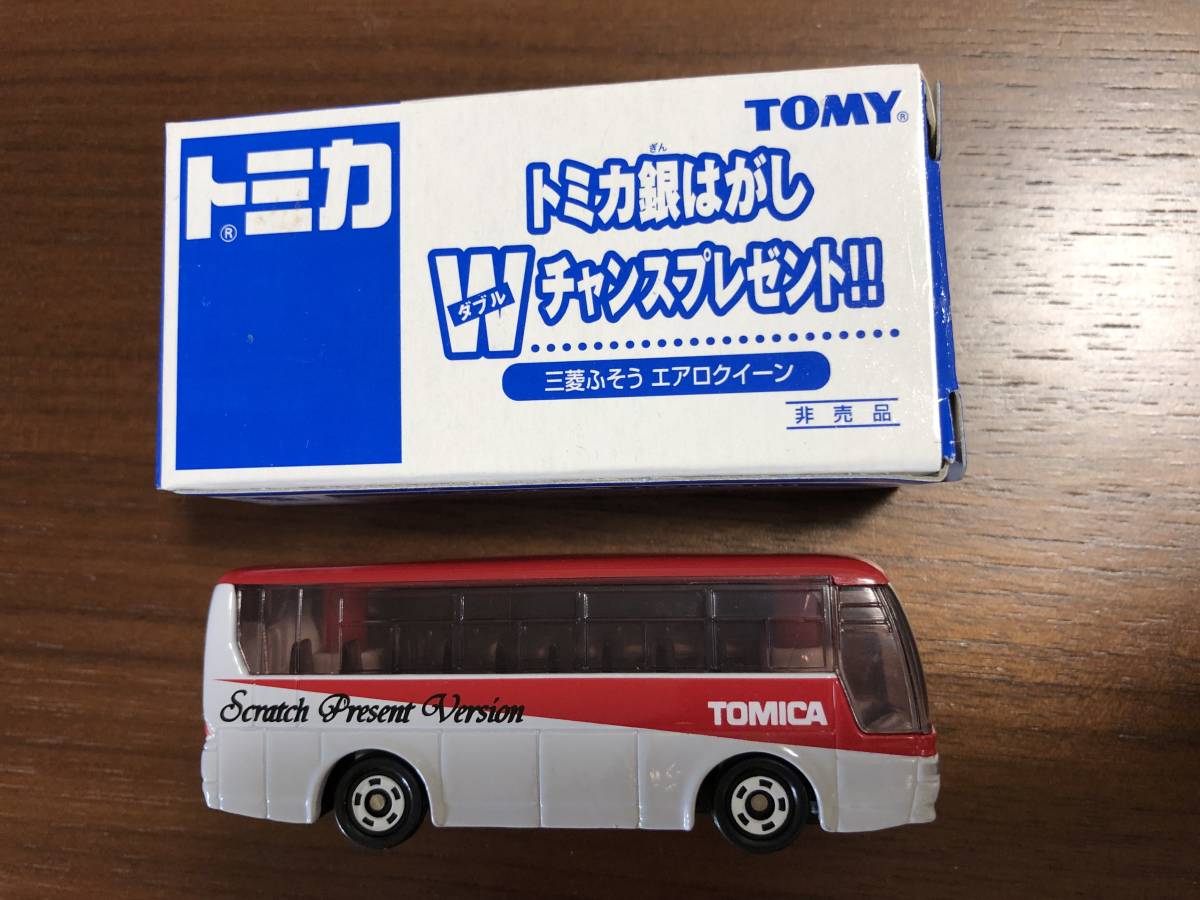 トミカ
®
TOMY®
ぎん
トミカ銀はがし
Wダブル チャンスプレゼント!!
三菱ふそう エアロクイーン
非売品
Scratch Present Version
TOMICA